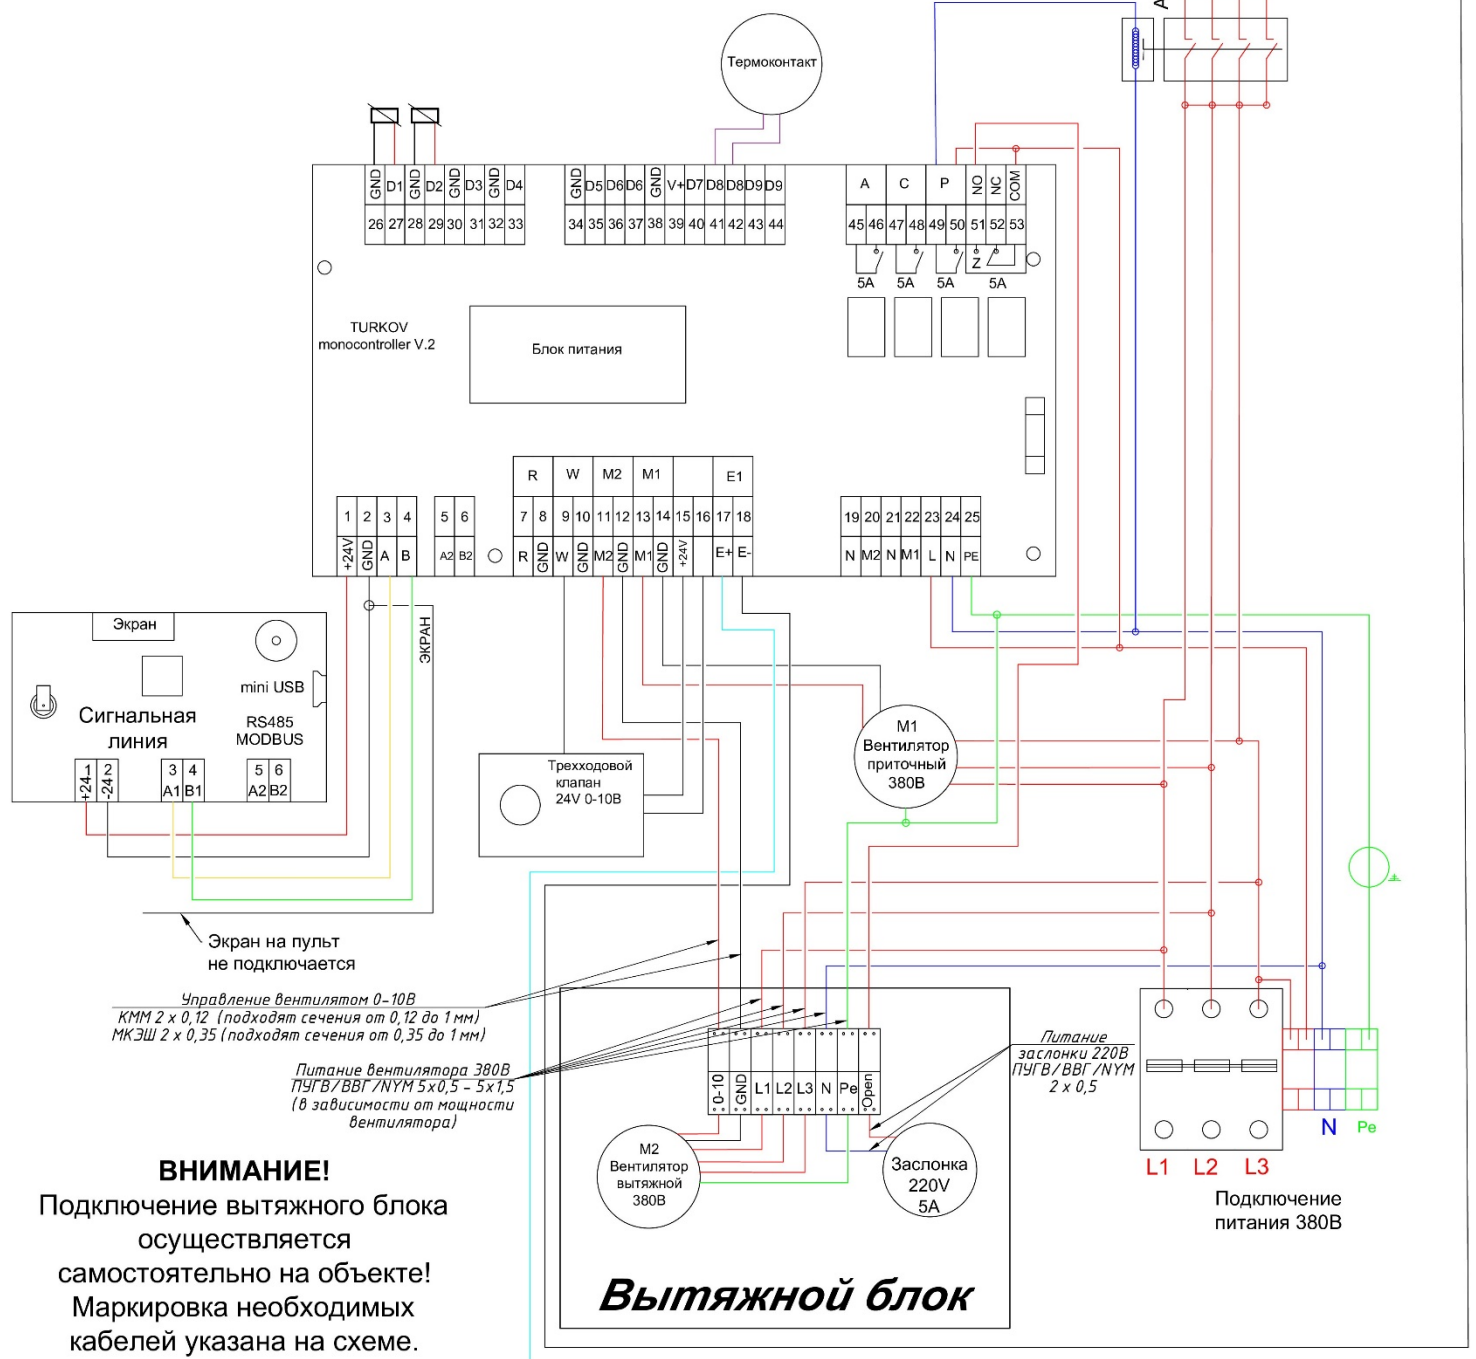 A
Термоконтакт
GND D1 GND D2 GND D3 GND D4
26 27 28 29 30 31 32 33
GND D5 D6 D6 GND V+ D7 D8 D8 D9 D9
34 35 36 37 38 39 40 41 42 43 44
A C P NO NC COM
45 46 47 48 49 50 51 52 53
Z
5A 5A 5A 5A
TURKOV
monocontroller V.2
Блок питания
R W M2 M1 E1
1 2 3 4
+24V GND A B
5 6
A2 B2
7 8 9 10 11 12 13 14 15 16 17 18
R GND W GND M2 GND M1 GND +24V E+ E-
19 20 21 22 23 24 25
N M2 N M1 L N PE
ЭКРАН
Экран
mini USB
Сигнальная
линия
RS485
MODBUS
1 2
+24 -24
3 4
A1 B1
5 6
A2 B2
M1
Вентилятор
приточный
380В
Трехходовой
клапан
24V 0-10В
Экран на пульт
не подключается
Управление вентилятом 0-10В
КММ 2 х 0,12 (подходят сечения от 0,12 до 1 мм)
МКЭШ 2 х 0,35 (подходят сечения от 0,35 до 1 мм)
Питание вентилятора 380В
ПУГВ/ВВГ/NYM 5х0,5 - 5х1,5
(в зависимости от мощности
вентилятора)
Питание
заслонки 220В
ПУГВ/ВВГ/NYM
2 х 0,5
0-10 GND L1 L2 L3 N Pe Open
M2
Вентилятор
вытяжной
380В
Заслонка
220V
5A
Вытяжной блок
N Pe
L1 L2 L3
Подключение
питания 380В
ВНИМАНИЕ!
Подключение вытяжного блока
осуществляется
самостоятельно на объекте!
Маркировка необходимых
кабелей указана на схеме.